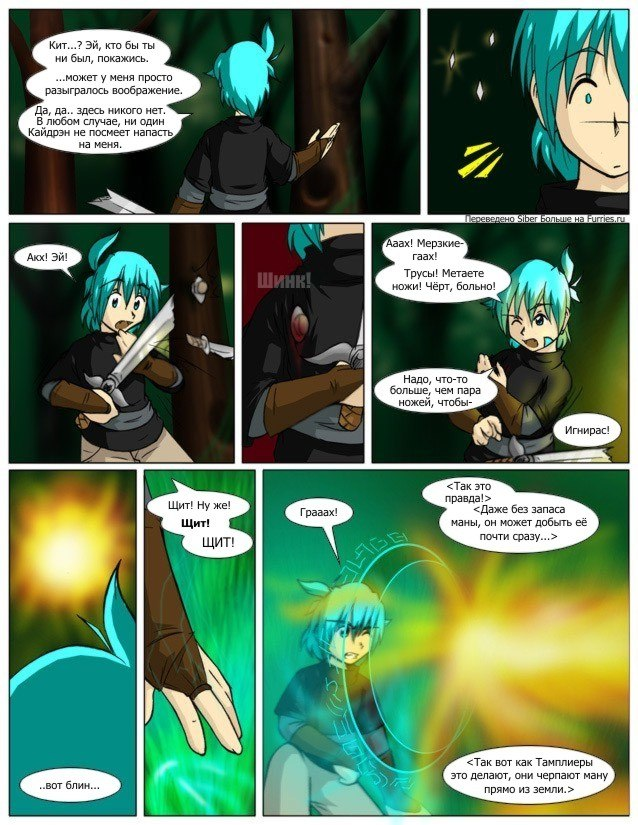 Кит...? Эй, кто бы ты
ни был, покажись.
...может у меня просто
разыгралось воображение.
Да, да.. здесь никого нет.
В любом случае, ни один
Кайдрэн не посмеет напасть
на меня.
Переведено Siber Больше на Furries.ru
Акх! Эй!
Шинк!
Ааах! Мерзкие-
гаах!
Трусы! Метаете
ножи! Чёрт, больно!
Надо, что-то
больше, чем пара
ножей, чтобы-
Игнирас!
..вот блин...
Щит! Ну же!
Щит!
ЩИТ!
Грааах!
<Так это
правда!>
<Даже без запаса
маны, он может добыть её
почти сразу...>
<Так вот как Тамплиеры
это делают, они черпают ману
прямо из земли.>